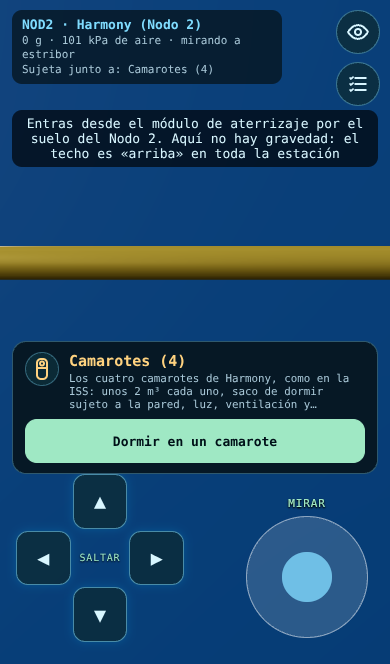 NOD2 · Harmony (Nodo 2)
0 g · 101 kPa de aire · mirando a
estribor
Sujeta junto a: Camarotes (4)
Entras desde el módulo de aterrizaje por el
suelo del Nodo 2. Aquí no hay gravedad: el
techo es «arriba» en toda la estación
Camarotes (4)
Los cuatro camarotes de Harmony, como en la
ISS: unos 2 m³ cada uno, saco de dormir
sujeto a la pared, luz, ventilación y…
Dormir en un camarote
MIRAR
SALTAR